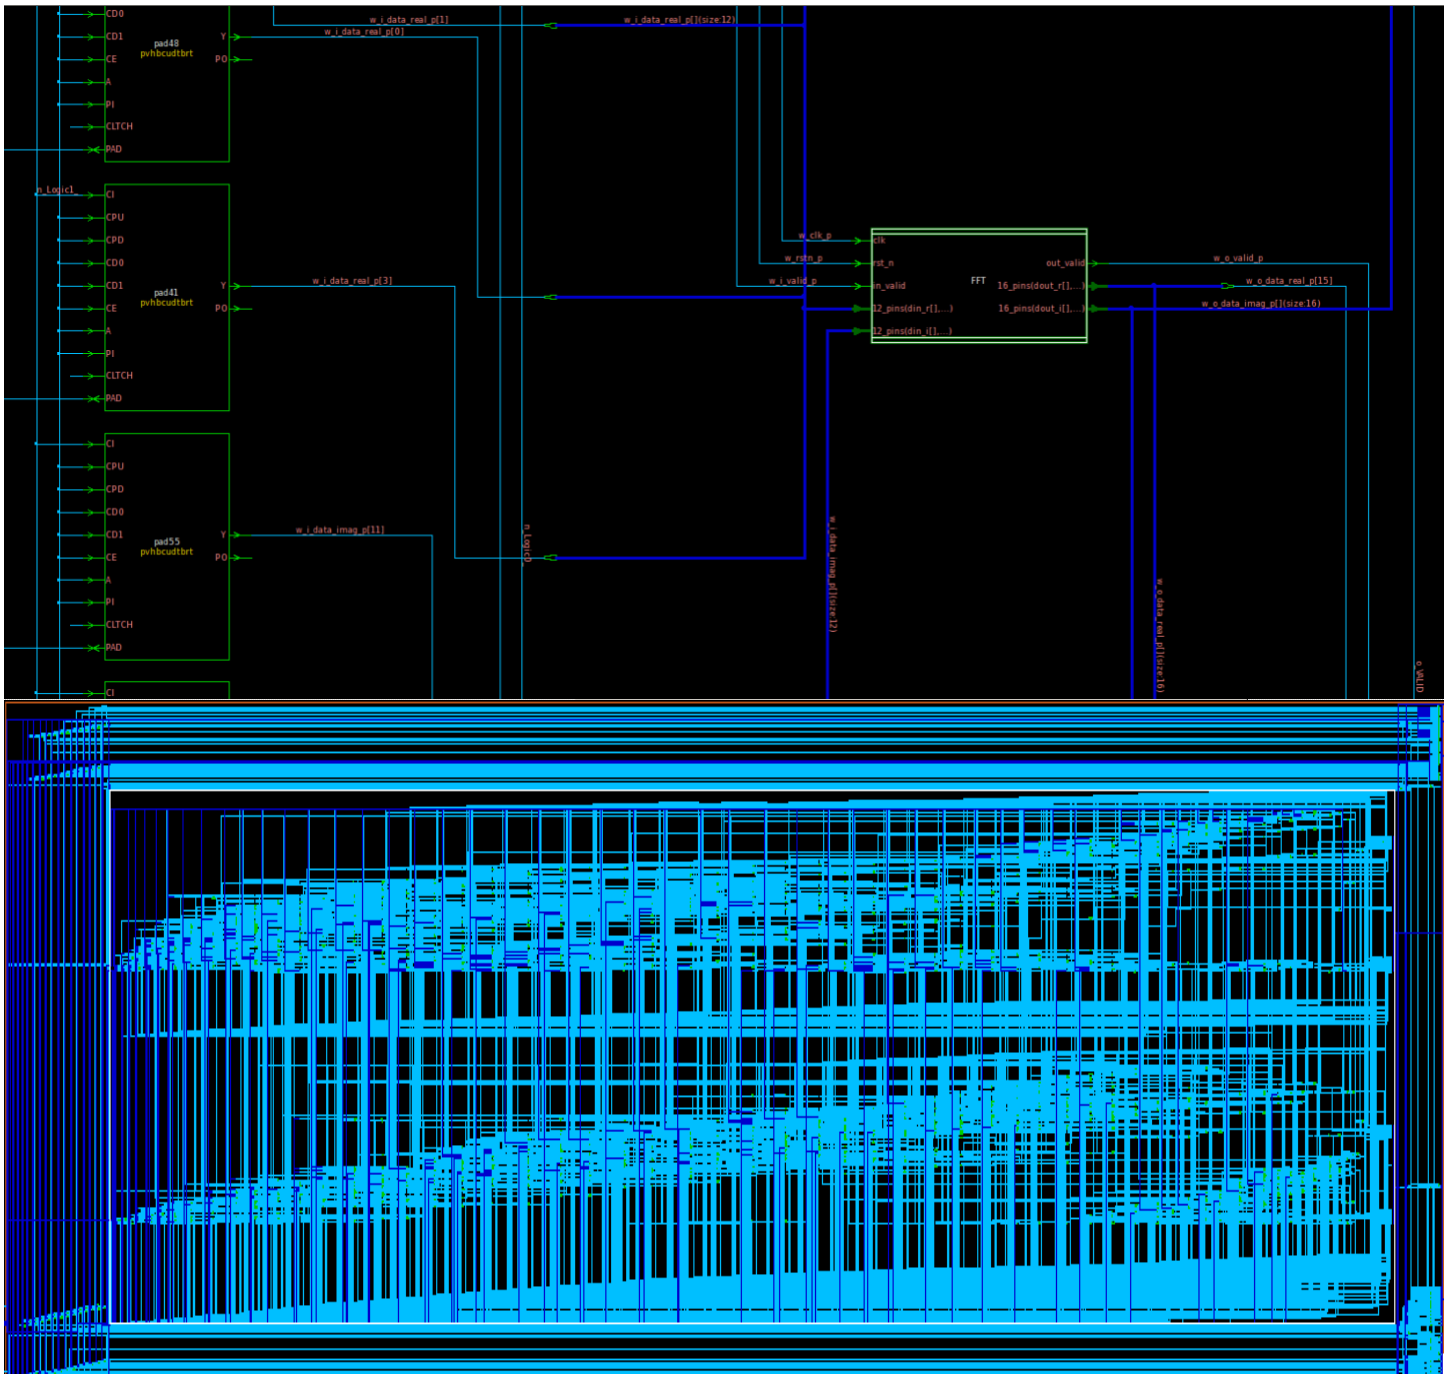 CD0
w_i_data_real_p[1]
w_i_data_real_p[](size:12)
w_i_data_real_p[0]
CD1
pad48
pvhbcudtbrt
Y
CE
PO
A
PI
CLTCH
PAD
n_Logic1_
CI
CPU
CPD
CD0
CD1
pad41
pvhbcudtbrt
Y
w_i_data_real_p[3]
CE
PO
A
PI
CLTCH
PAD
w_clk_p
clk
w_rstn_p
rst_n
out_valid
w_o_valid_p
w_i_valid_p
in_valid
FFT
16_pins(dout_r[],...)
w_o_data_real_p[15]
12_pins(din_r[],...)
16_pins(dout_i[],...)
w_o_data_imag_p[](size:16)
12_pins(din_i[],...)
CI
CPU
CPD
CD0
CD1
pad55
pvhbcudtbrt
Y
w_i_data_imag_p[11]
CE
PO
A
PI
CLTCH
PAD
n_Logic0_
w_i_data_imag_p[](size:12)
w_o_data_real_p[](size:16)
o_VALID
CI